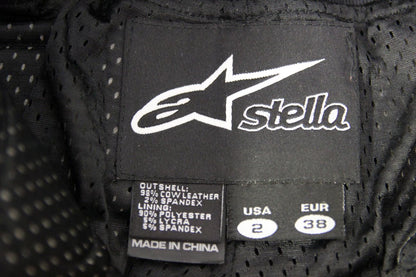 stella
OUTSHELL:
98% COW LEATHER
2% SPANDEX
LINING:
90% POLYESTER
5% LYCRA
5% SPANDEX
MADE IN CHINA
USA
2
EUR
38